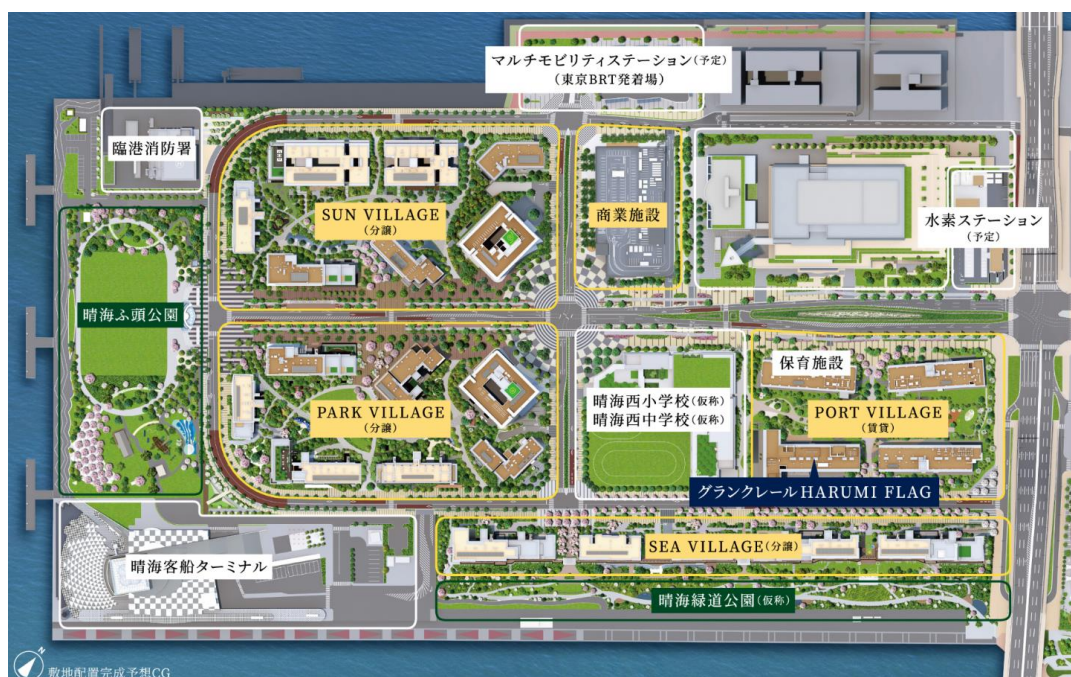 マルチモビリティステーション(予定)
(東京BRT発着場)
臨港消防署
SUN VILLAGE
(分譲)
商業施設
水素ステーション
(予定)
晴海ふ頭公園
保育施設
晴海西小学校(仮称)
晴海西中学校(仮称)
PARK VILLAGE
(分譲)
PORT VILLAGE
(賃貸)
グランクレールHARUMI FLAG
SEA VILLAGE(分譲)
晴海客船ターミナル
晴海緑道公園(仮称)
N
敷地配置完成予想CG